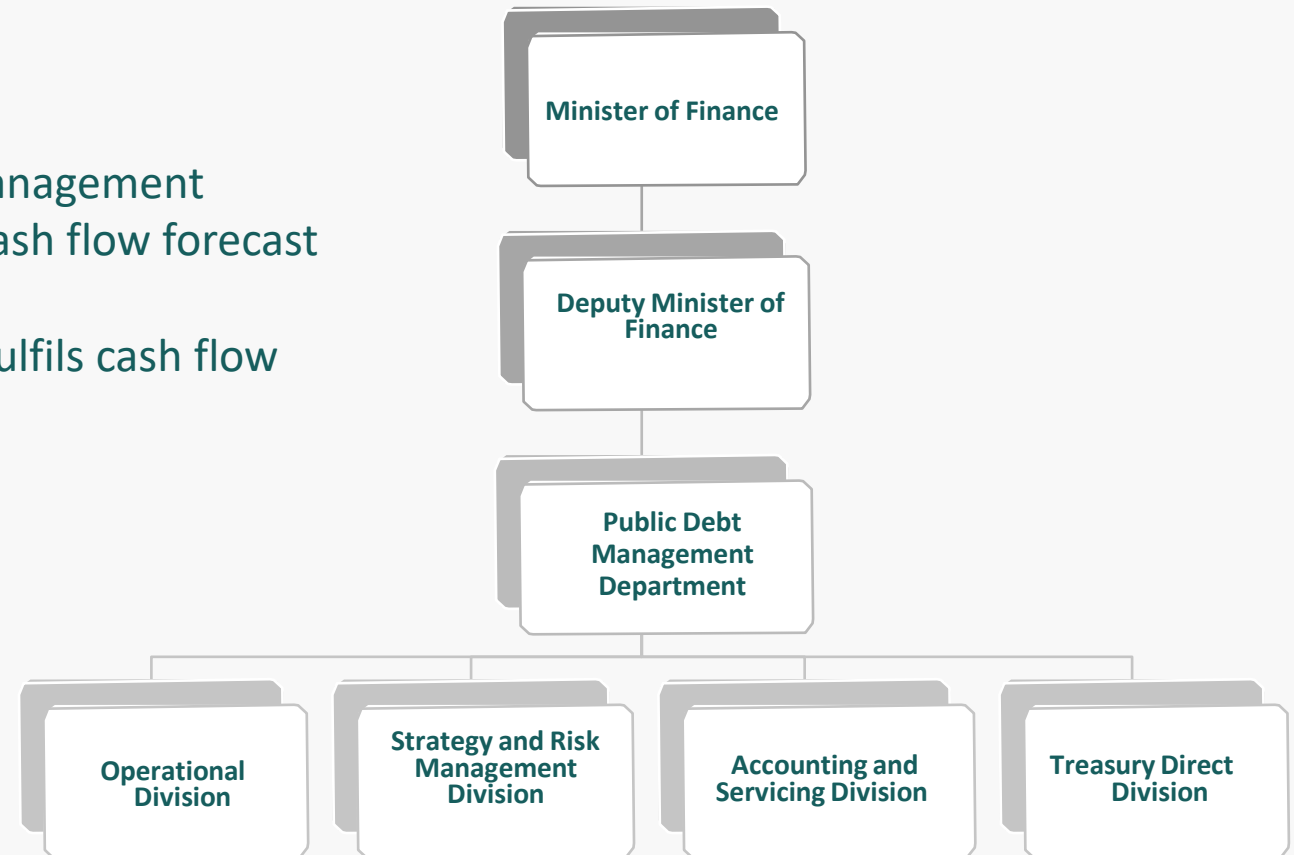 anagement
ash flow forecast
ulfils cash flow
Minister of Finance
Deputy Minister of
Finance
Public Debt
Management
Department
Operational
Division
Strategy and Risk
Management
Division
Accounting and
Servicing Division
Treasury Direct
Division